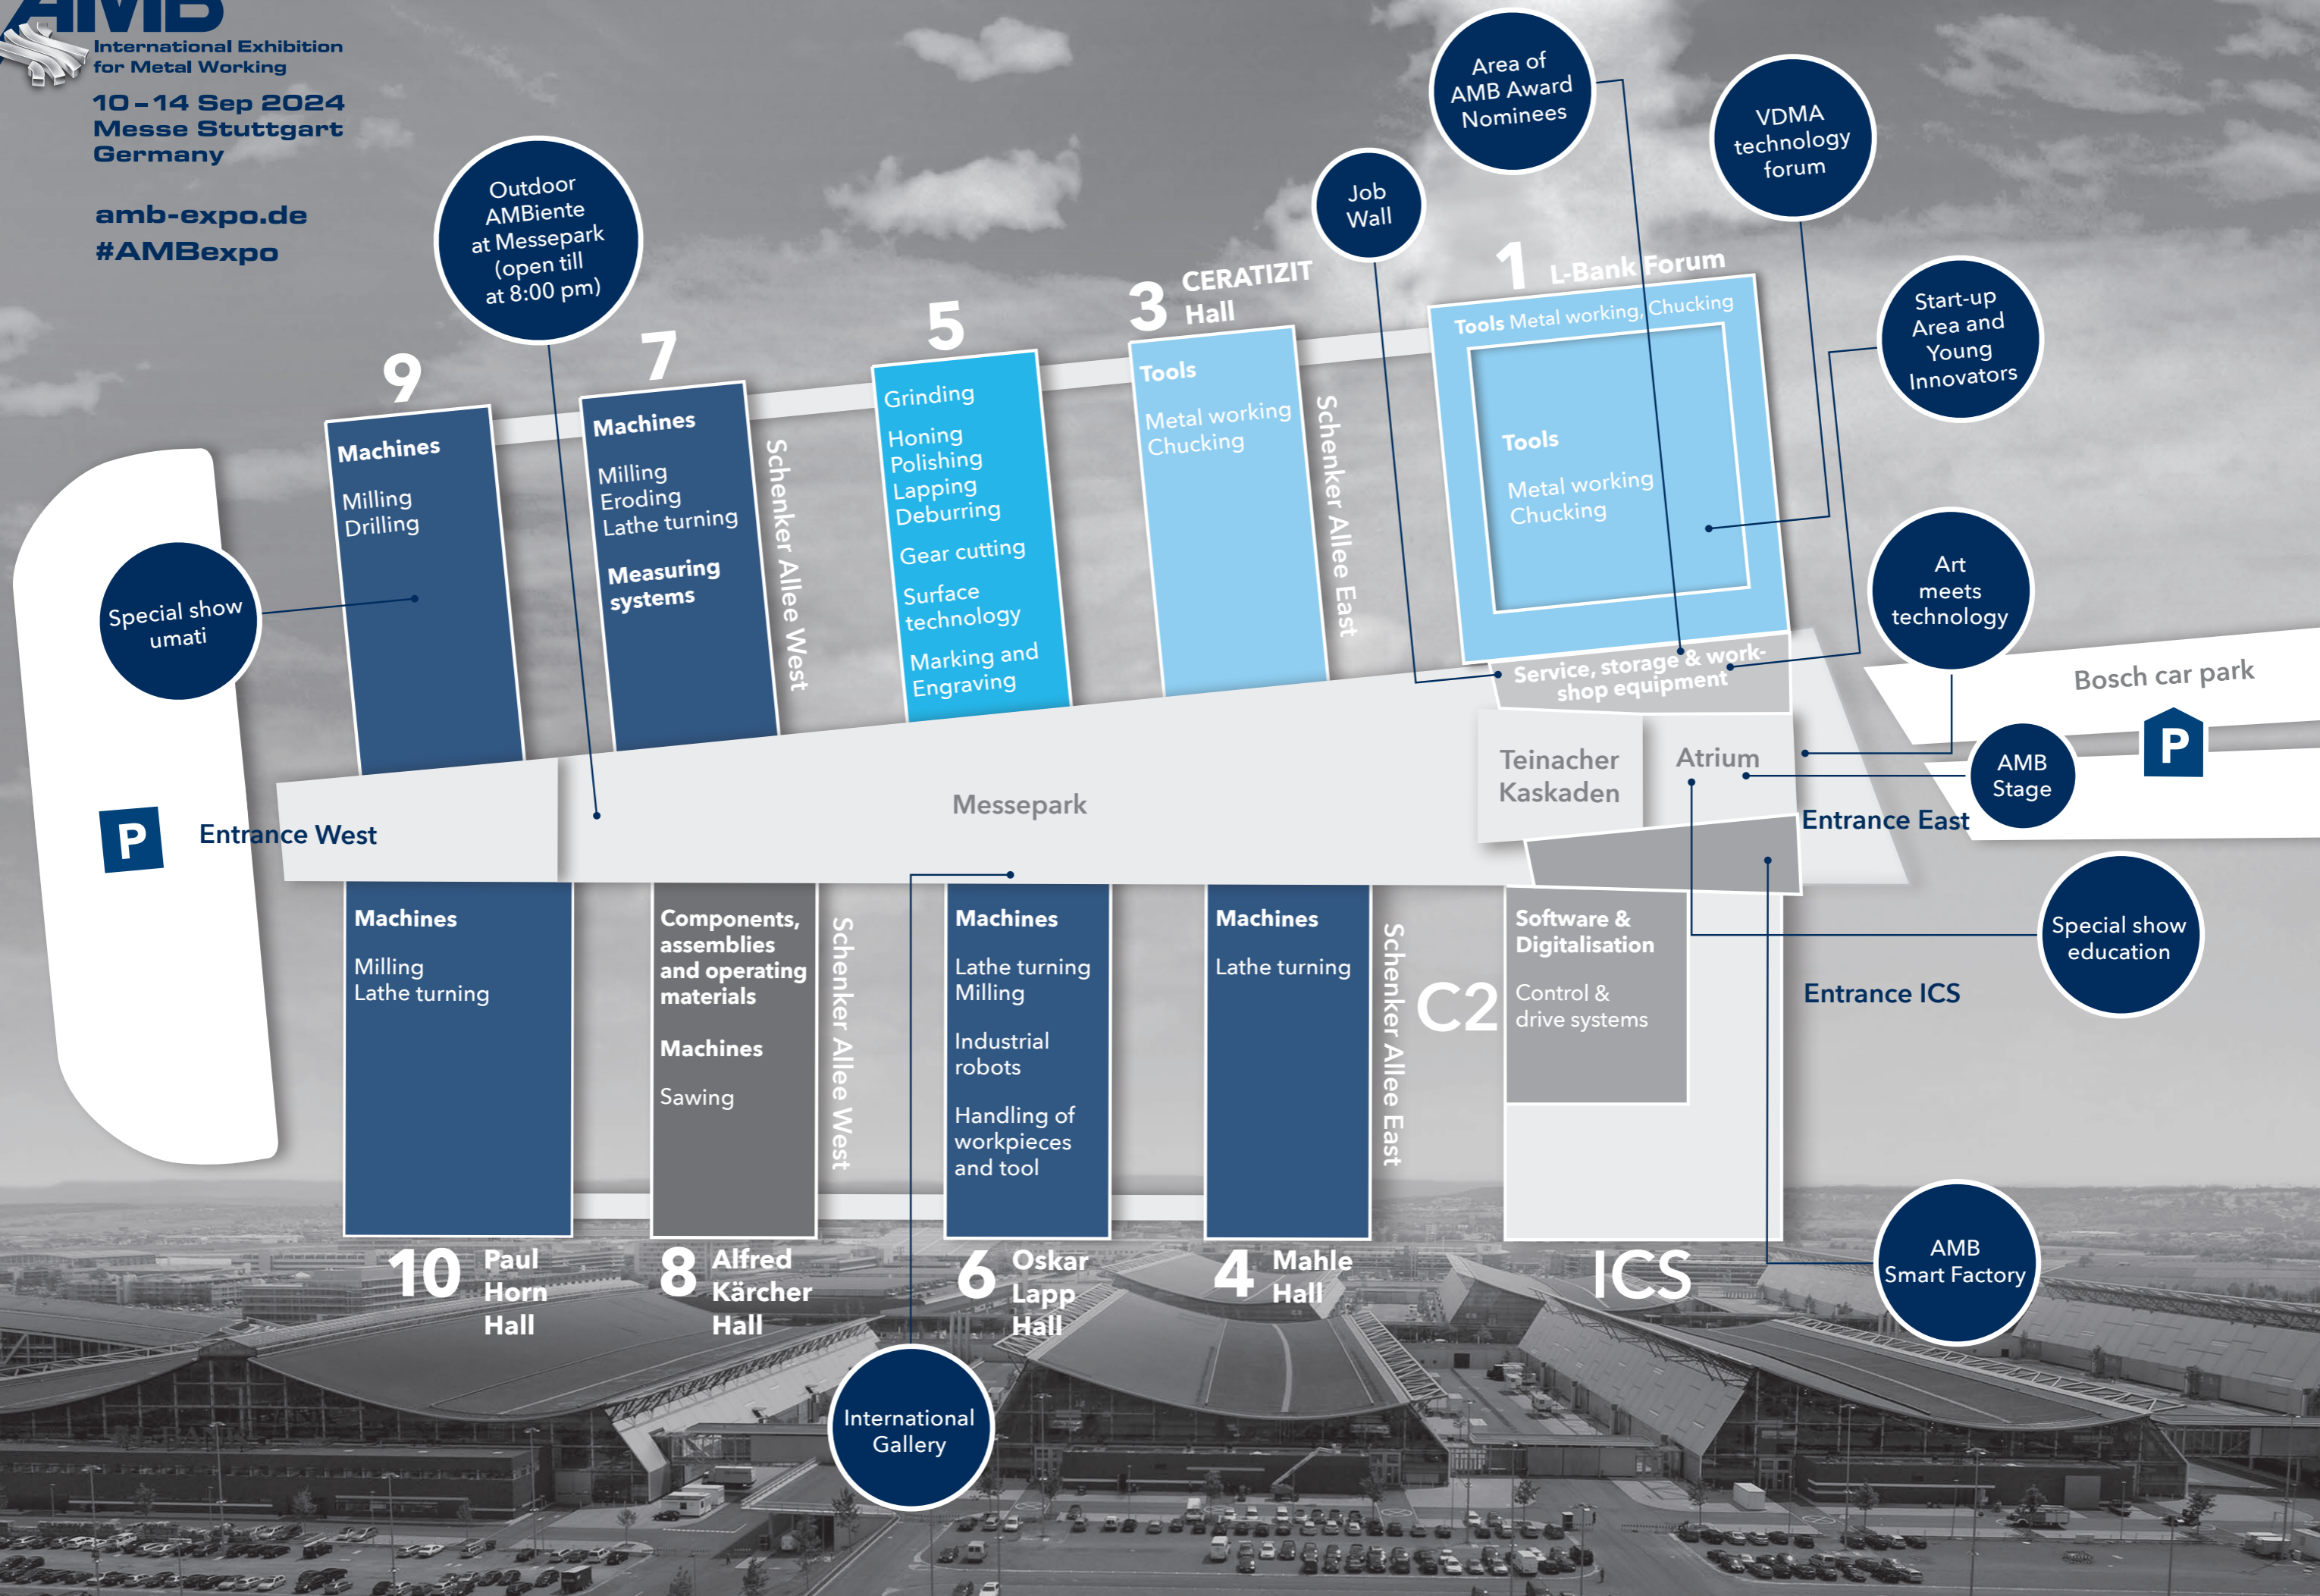 AMB
International Exhibition
for Metal Working
10 – 14 Sep 2024
Messe Stuttgart
Germany
amb-expo.de
#AMBexpo
Outdoor
AMBiente
at Messepark
(open till
at 8:00 pm)
Job
Wall
Area of
AMB Award
Nominees
VDMA
technology
forum
Start-up
Area and
Young
Innovators
Art
meets
technology
Special show
umati
9
Machines
Milling
Drilling
7
Machines
Milling
Eroding
Lathe turning
Measuring
systems
Schenker Allee West
5
Grinding
Honing
Polishing
Lapping
Deburring
Gear cutting
Surface
technology
Marking and
Engraving
3 CERATIZIT
Hall
Tools
Metal working
Chucking
Schenker Allee East
1 L-Bank Forum
Tools Metal working, Chucking
Tools
Metal working
Chucking
Service, storage & work-
shop equipment
Bosch car park
P
Teinacher
Kaskaden
Atrium
AMB
Stage
Messepark
P
Entrance West
Entrance East
Special show
education
Machines
Milling
Lathe turning
10 Paul
Horn
Hall
Components,
assemblies
and operating
materials
Machines
Sawing
8 Alfred
Kärcher
Hall
Schenker Allee West
Machines
Lathe turning
Milling
Industrial
robots
Handling of
workpieces
and tool
6 Oskar
Lapp
Hall
Machines
Lathe turning
4 Mahle
Hall
Schenker Allee East
C2
Software &
Digitalisation
Control &
drive systems
Entrance ICS
ICS
AMB
Smart Factory
International
Gallery